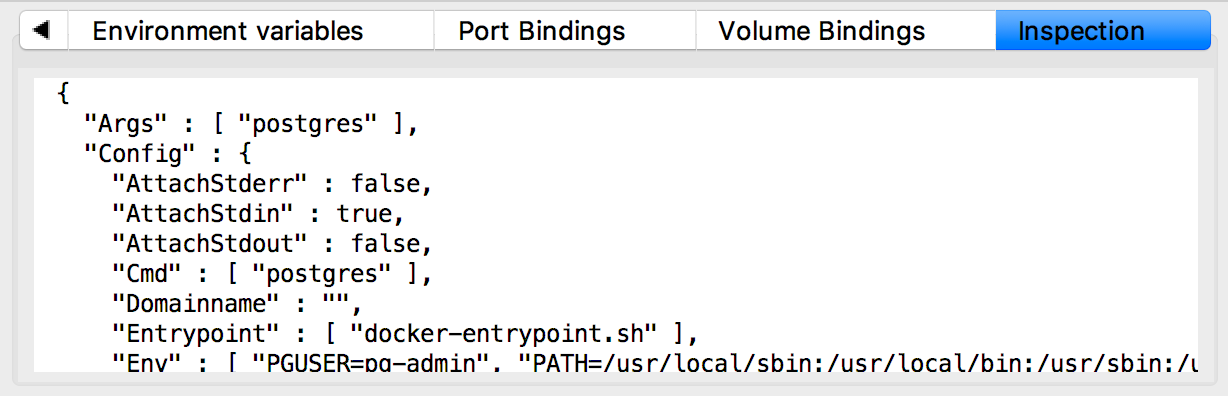 Environment variables
Port Bindings
Volume Bindings
Inspection
{
"Args" : [ "postgres" ],
"Config" : {
"AttachStderr" : false,
"AttachStdin" : true,
"AttachStdout" : false,
"Cmd" : [ "postgres" ],
"Domainname" : "",
"Entrypoint" : [ "docker-entrypoint.sh" ],
"Env" : [ "PGUSER=pg-admin", "PATH=/usr/local/sbin:/usr/local/bin:/usr/sbin:/u